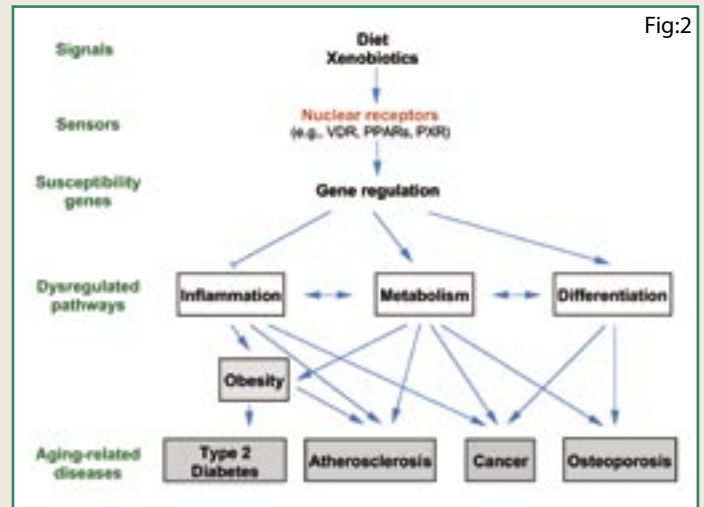 Fig:2
Signals
Diet
Xenobiotics
Sensors
Nuclear receptors
(e.g., VDR, PPARs, PXR)
Susceptibility
genes
Gene regulation
Dysregulated
pathways
Inflammation
Metabolism
Differentiation
Obesity
Aging-related
diseases
Type 2
Diabetes
Atherosclerosis
Cancer
Osteoporosis